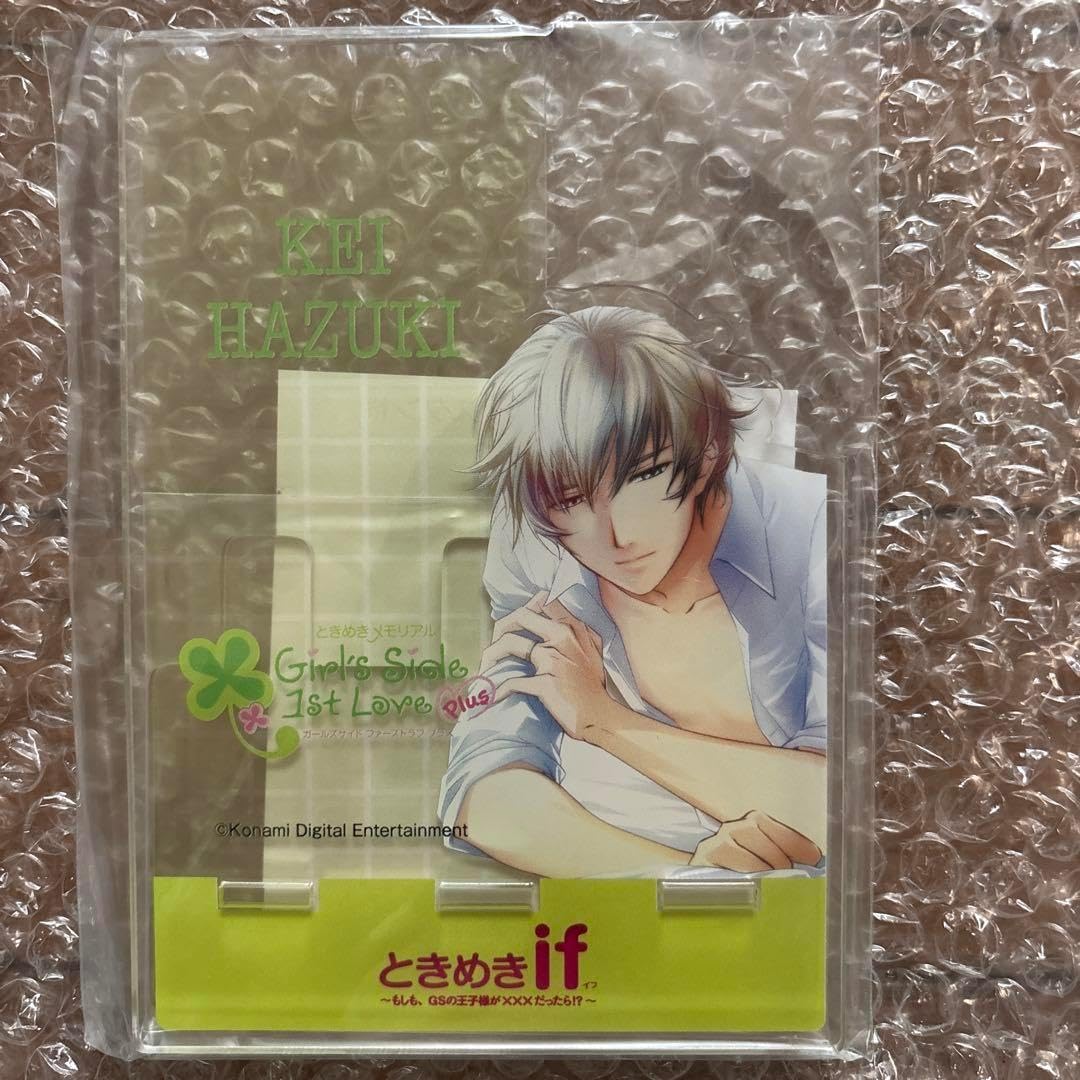 KEI
HAZUKI
ときめきメモリアル
Girl's Side
1st Love Plus
ガールズサイド ファーストラブ プラス
©Konami Digital Entertainment
ときめきif
イフ
～もしも、GSの王子様が×××だったら!?～